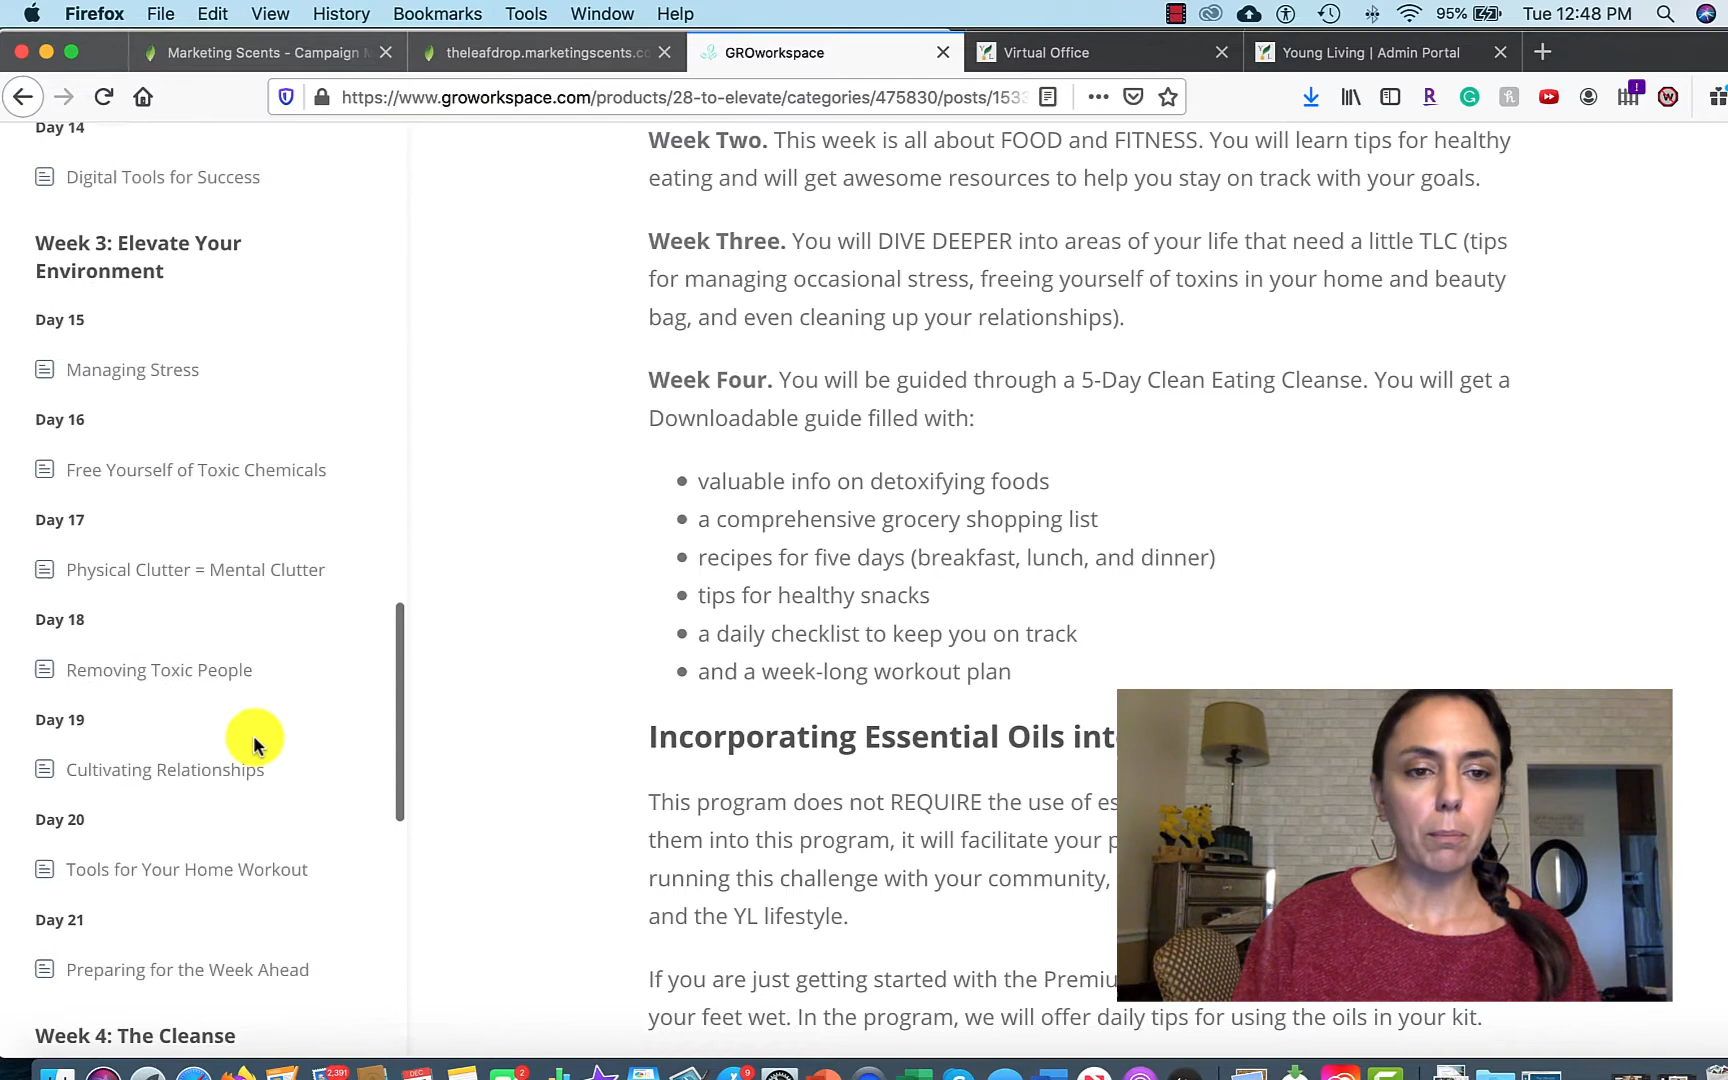 Firefox File Edit View History Bookmarks Tools Window Help 95% Tue 12:48 PM
Marketing Scents - Campaign M theleafdrop.marketingscents.co GROworkspace Virtual Office Young Living | Admin Portal
https://www.groworkspace.com/products/28-to-elevate/categories/475830/posts/1533
Day 14
Digital Tools for Success
Week 3: Elevate Your
Environment
Day 15
Managing Stress
Day 16
Free Yourself of Toxic Chemicals
Day 17
Physical Clutter = Mental Clutter
Day 18
Removing Toxic People
Day 19
Cultivating Relationships
Day 20
Tools for Your Home Workout
Day 21
Preparing for the Week Ahead
Week 4: The Cleanse
Week Two. This week is all about FOOD and FITNESS. You will learn tips for healthy
eating and will get awesome resources to help you stay on track with your goals.
Week Three. You will DIVE DEEPER into areas of your life that need a little TLC (tips
for managing occasional stress, freeing yourself of toxins in your home and beauty
bag, and even cleaning up your relationships).
Week Four. You will be guided through a 5-Day Clean Eating Cleanse. You will get a
Downloadable guide filled with:
valuable info on detoxifying foods
a comprehensive grocery shopping list
recipes for five days (breakfast, lunch, and dinner)
tips for healthy snacks
a daily checklist to keep you on track
and a week-long workout plan
Incorporating Essential Oils int
This program does not REQUIRE the use of es
them into this program, it will facilitate your p
running this challenge with your community,
and the YL lifestyle.
If you are just getting started with the Premiu
your feet wet. In the program, we will offer daily tips for using the oils in your kit.
2,391 DEC 2 9